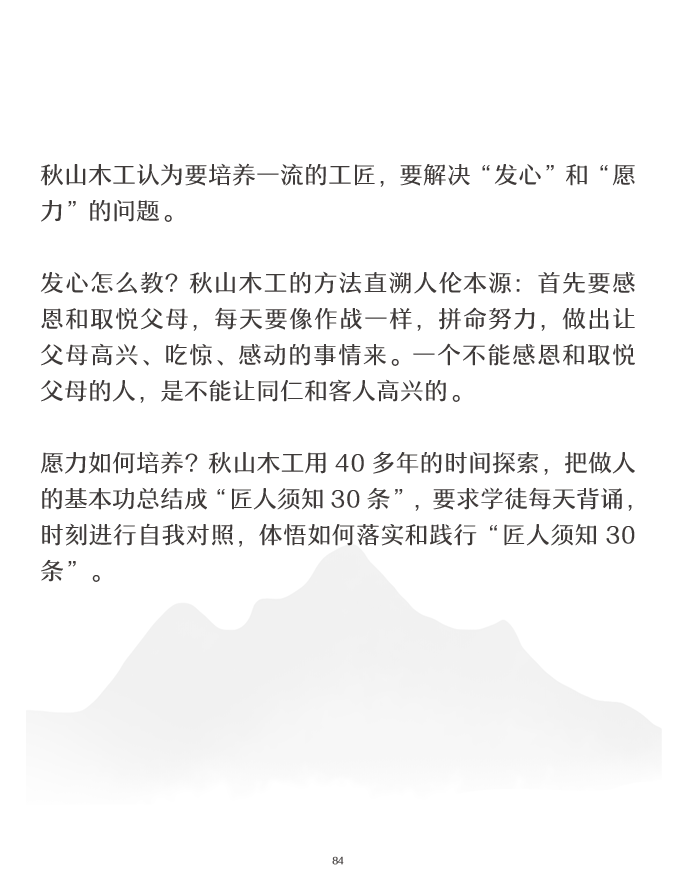 秋山木工认为要培养一流的工匠，要解决“发心”和“愿
力”的问题。
发心怎么教？秋山木工的方法直溯人伦本源：首先要感
恩和取悦父母，每天要像作战一样，拼命努力，做出让
父母高兴、吃惊、感动的事情来。一个不能感恩和取悦
父母的人，是不能让同仁和客人高兴的。
愿力如何培养？秋山木工用 40 多年的时间探索，把做人
的基本功总结成“匠人须知 30 条”，要求学徒每天背诵，
时刻进行自我对照，体悟如何落实和践行“匠人须知 30
条”。
84